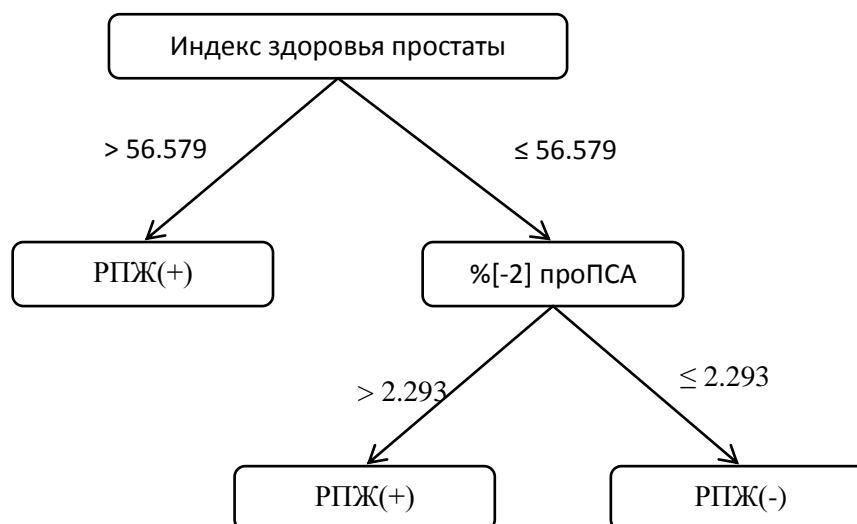 Индекс здоровья простаты
> 56.579
≤ 56.579
РПЖ(+)
%[-2] проПСА
> 2.293
≤ 2.293
РПЖ(+)
РПЖ(-)